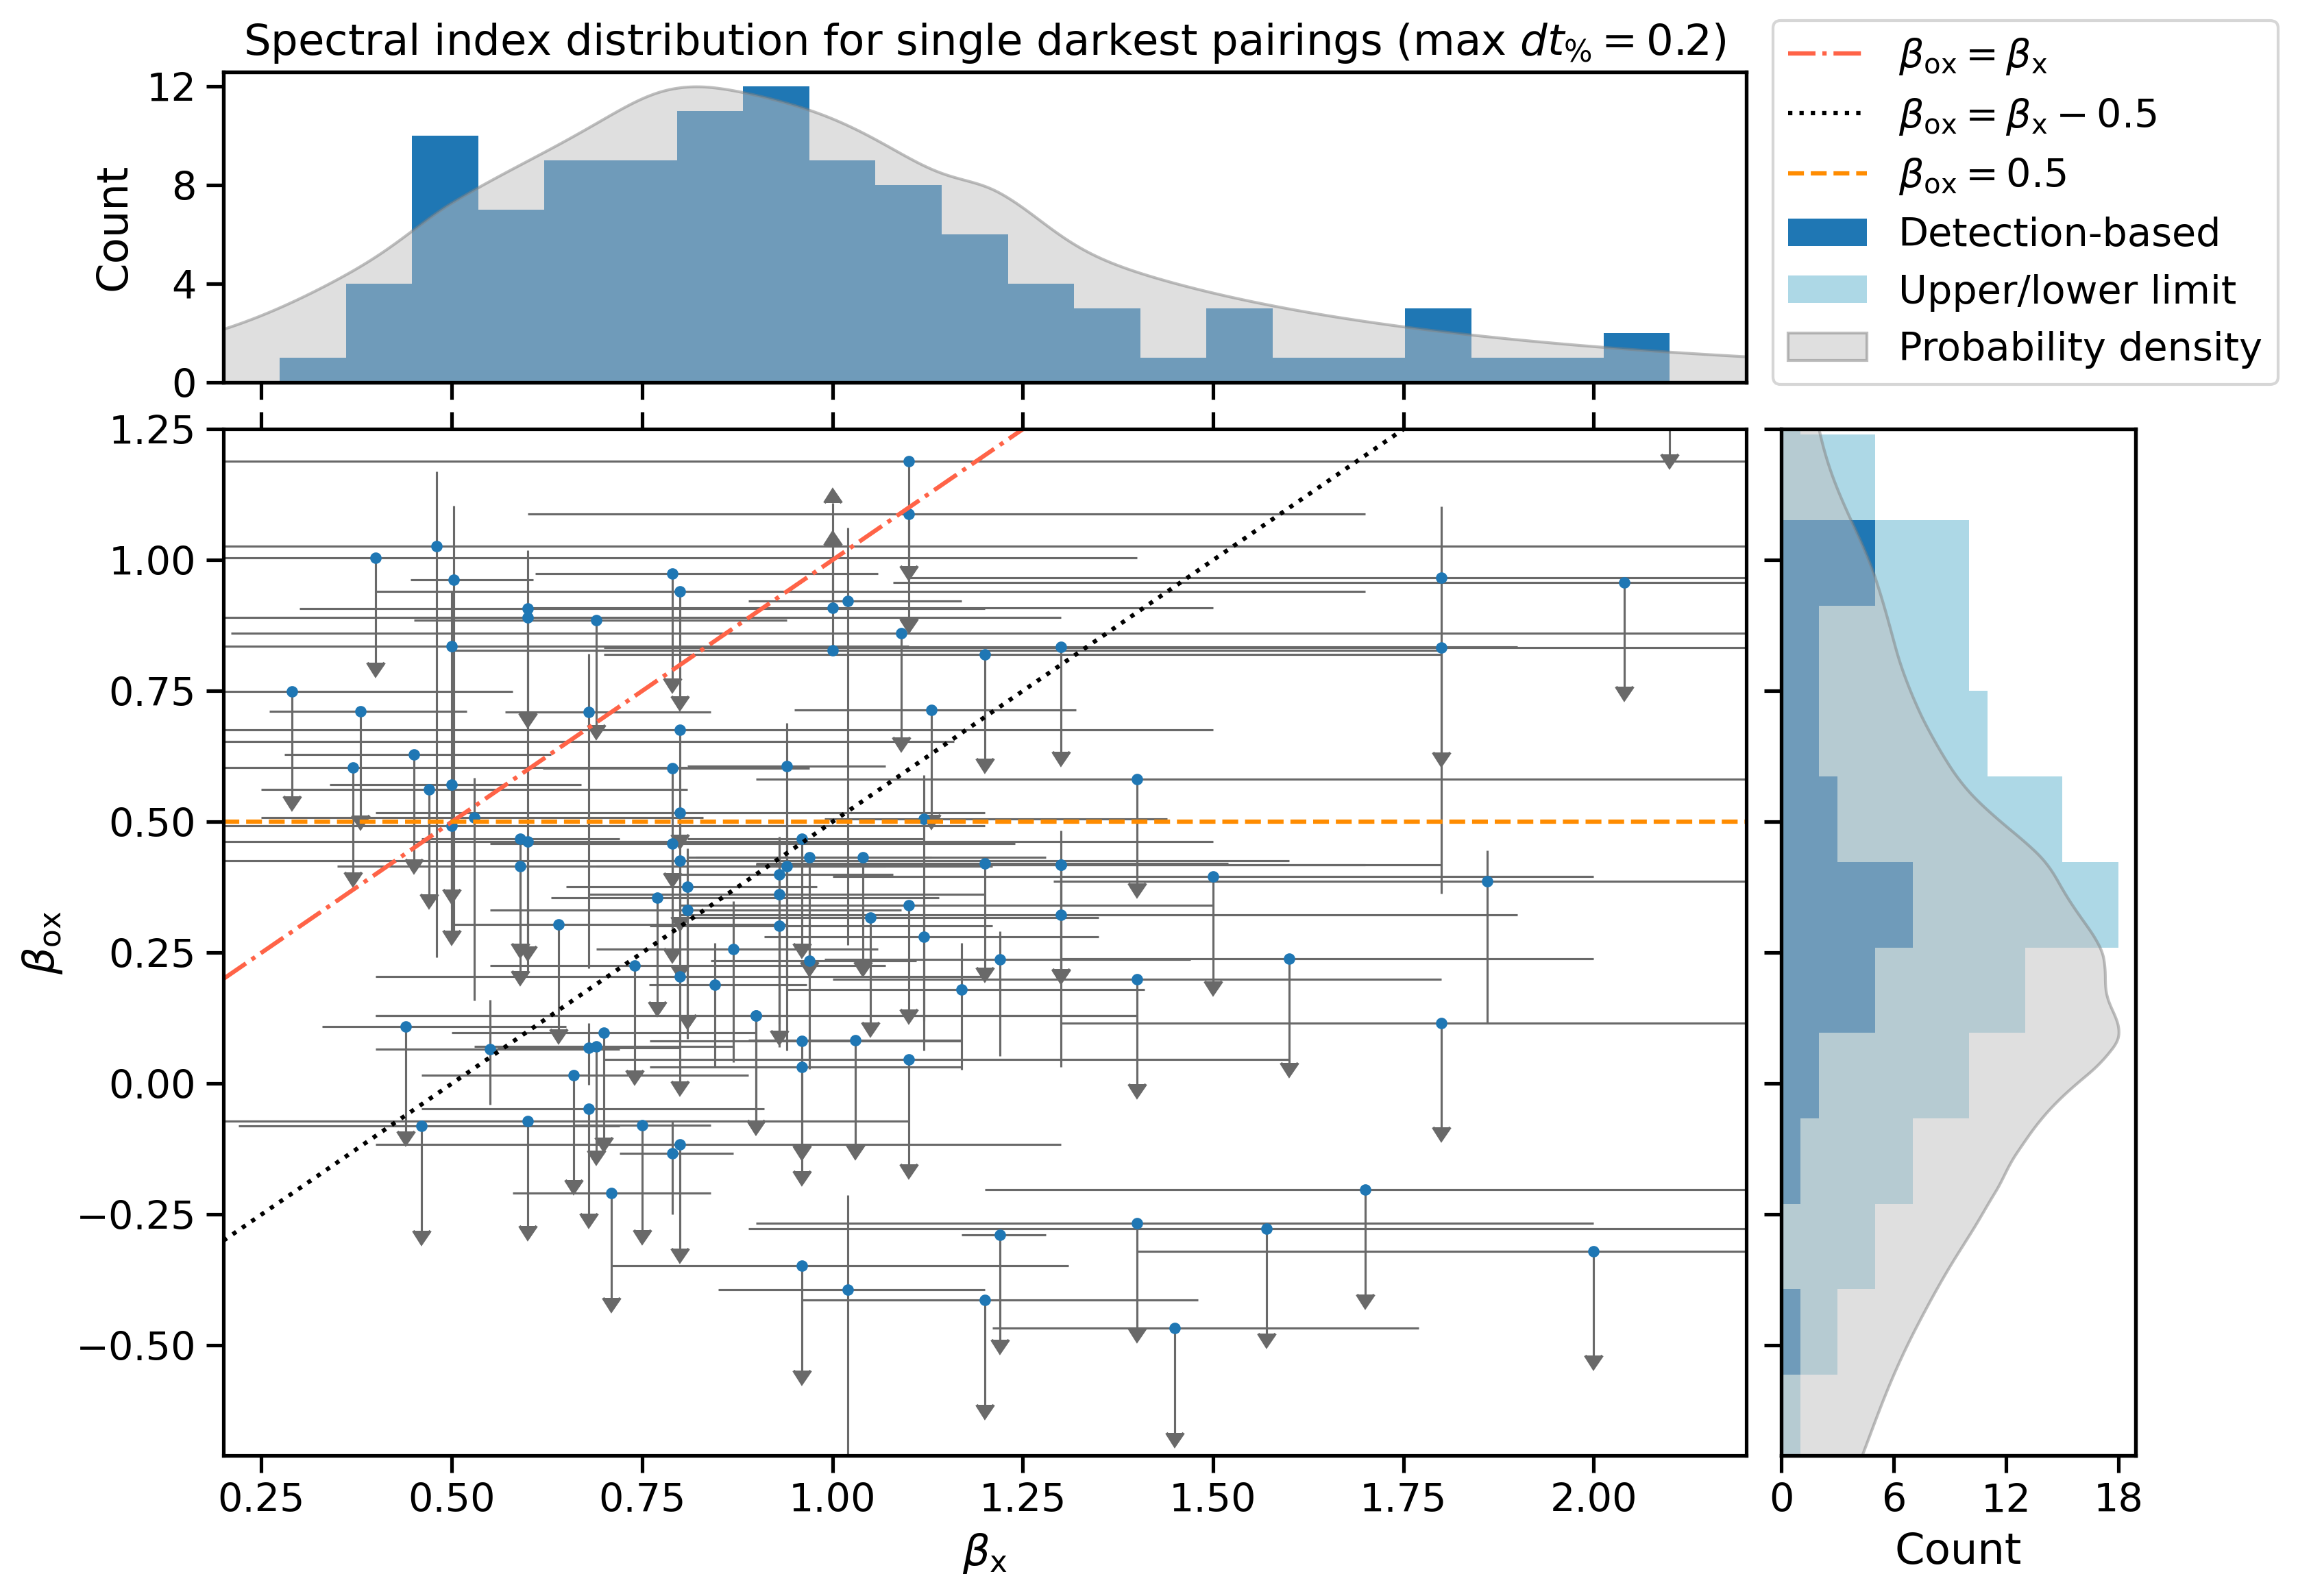 Spectral index distribution for single darkest pairings (max dt% = 0.2)
βox = βx
βox = βx − 0.5
βox = 0.5
Detection-based
Upper/lower limit
Probability density
12
8
4
0
Count
1.25
1.00
0.75
0.50
0.25
0.00
−0.25
−0.50
βox
0.25 0.50 0.75 1.00 1.25 1.50 1.75 2.00
βx
0 6 12 18
Count